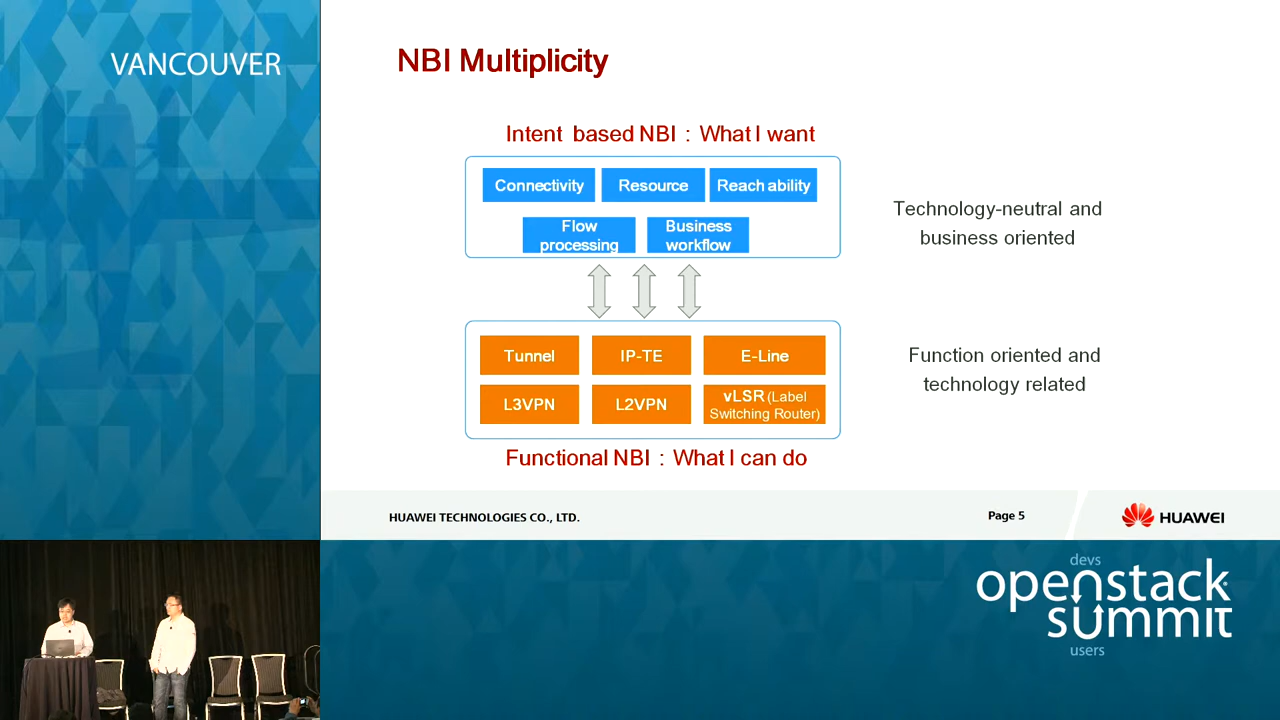 VANCOUVER
NBI Multiplicity
Intent based NBI : What I want
Connectivity
Resource
Reach ability
Flow
processing
Business
workflow
Technology-neutral and
business oriented
Tunnel
IP-TE
E-Line
L3VPN
L2VPN
vLSR (Label
Switching Router)
Function oriented and
technology related
Functional NBI : What I can do
HUAWEI TECHNOLOGIES CO., LTD.
Page 5
HUAWEI
devs
openstack
summit
users